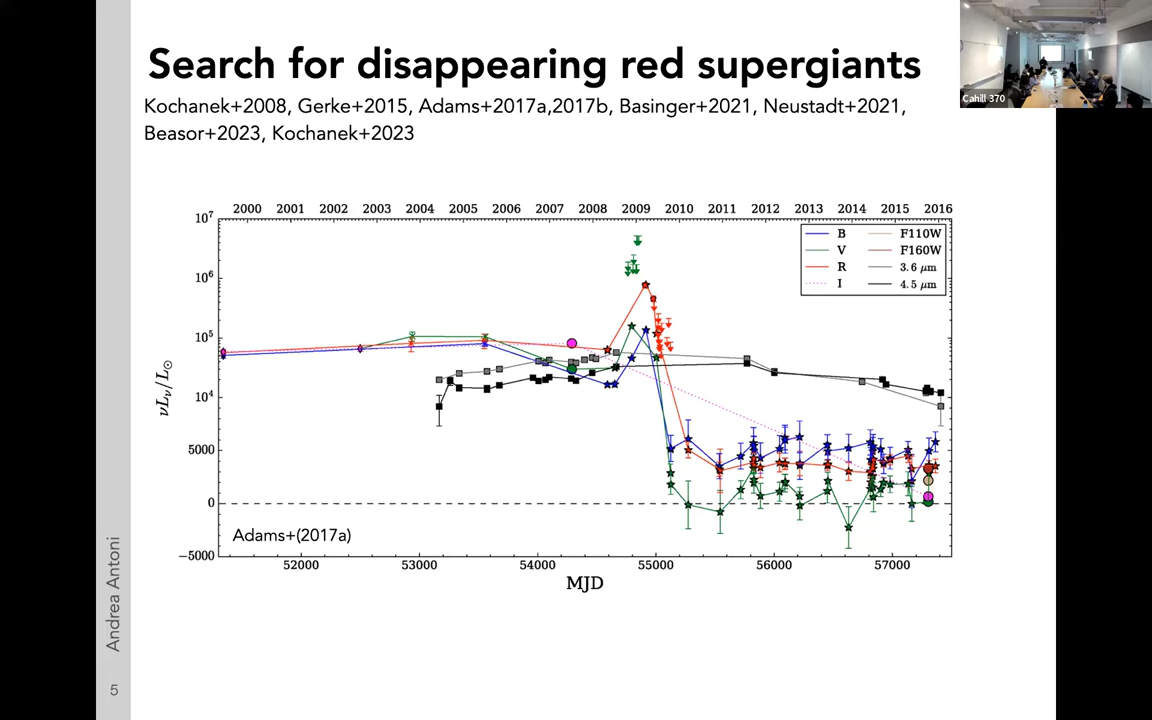 Search for disappearing red supergiants
Cahill 370
Kochanek+2008, Gerke+2015, Adams+2017a,2017b, Basinger+2021, Neustadt+2021,
Beasor+2023, Kochanek+2023
2000 2001 2002 2003 2004 2005 2006 2007 2008 2009 2010 2011 2012 2013 2014 2015 2016
10⁷
10⁶
10⁵
10⁴
5000
0
−5000
νLᵥ/L☉
B F110W
V F160W
R 3.6 μm
I 4.5 μm
Adams+(2017a)
52000 53000 54000 55000 56000 57000
MJD
Andrea Antoni
5